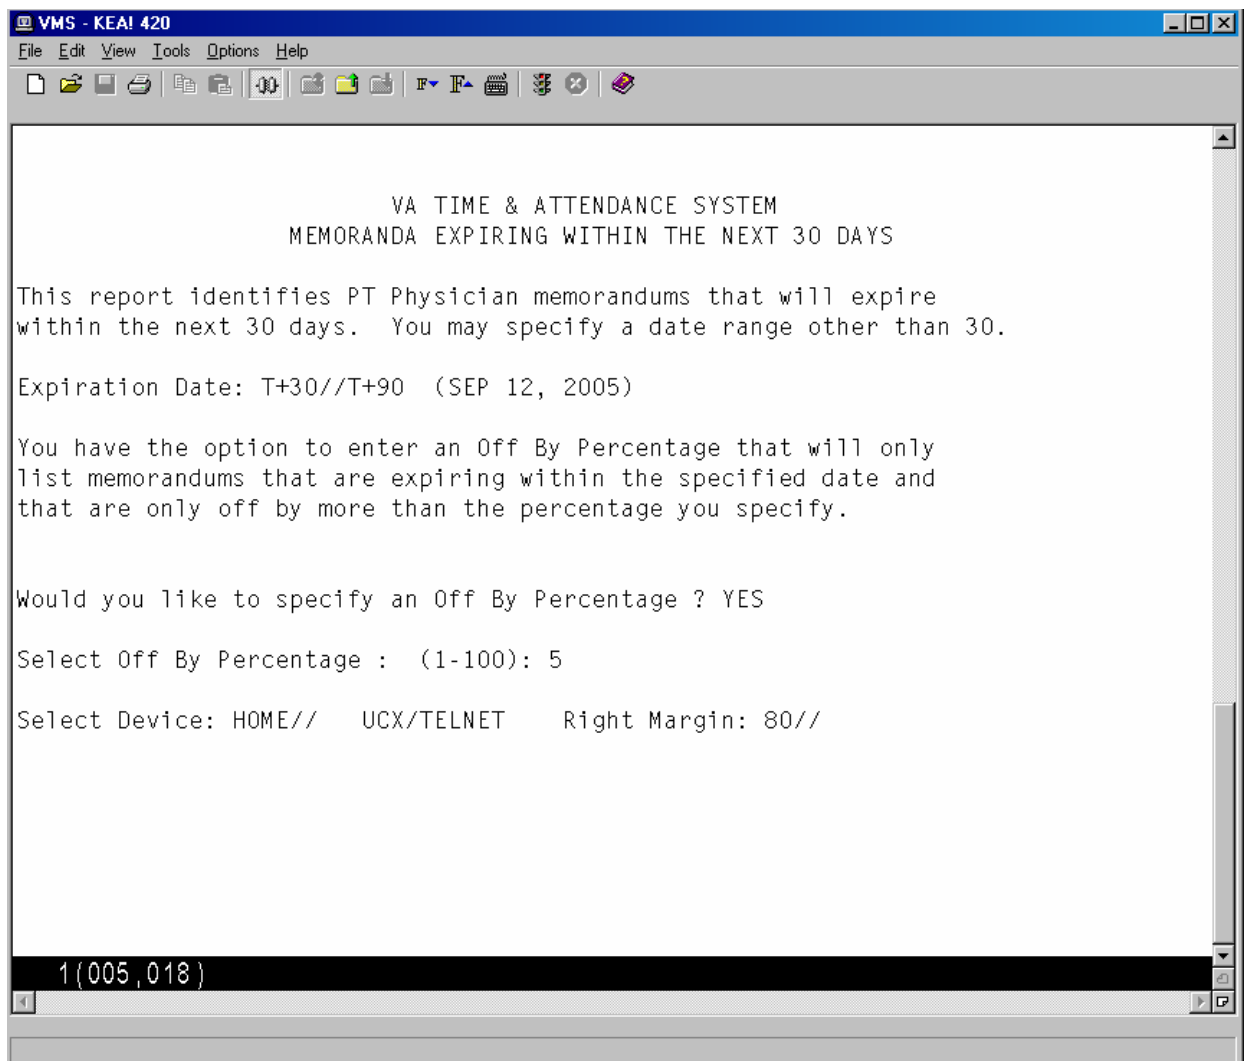 VMS - KEA! 420
File Edit View Tools Options Help
VA TIME & ATTENDANCE SYSTEM
MEMORANDA EXPIRING WITHIN THE NEXT 30 DAYS
This report identifies PT Physician memorandums that will expire
within the next 30 days.  You may specify a date range other than 30.
Expiration Date: T+30//T+90  (SEP 12, 2005)
You have the option to enter an Off By Percentage that will only
list memorandums that are expiring within the specified date and
that are only off by more than the percentage you specify.
Would you like to specify an Off By Percentage ? YES
Select Off By Percentage :  (1-100): 5
Select Device: HOME//   UCX/TELNET    Right Margin: 80//
1(005,018)